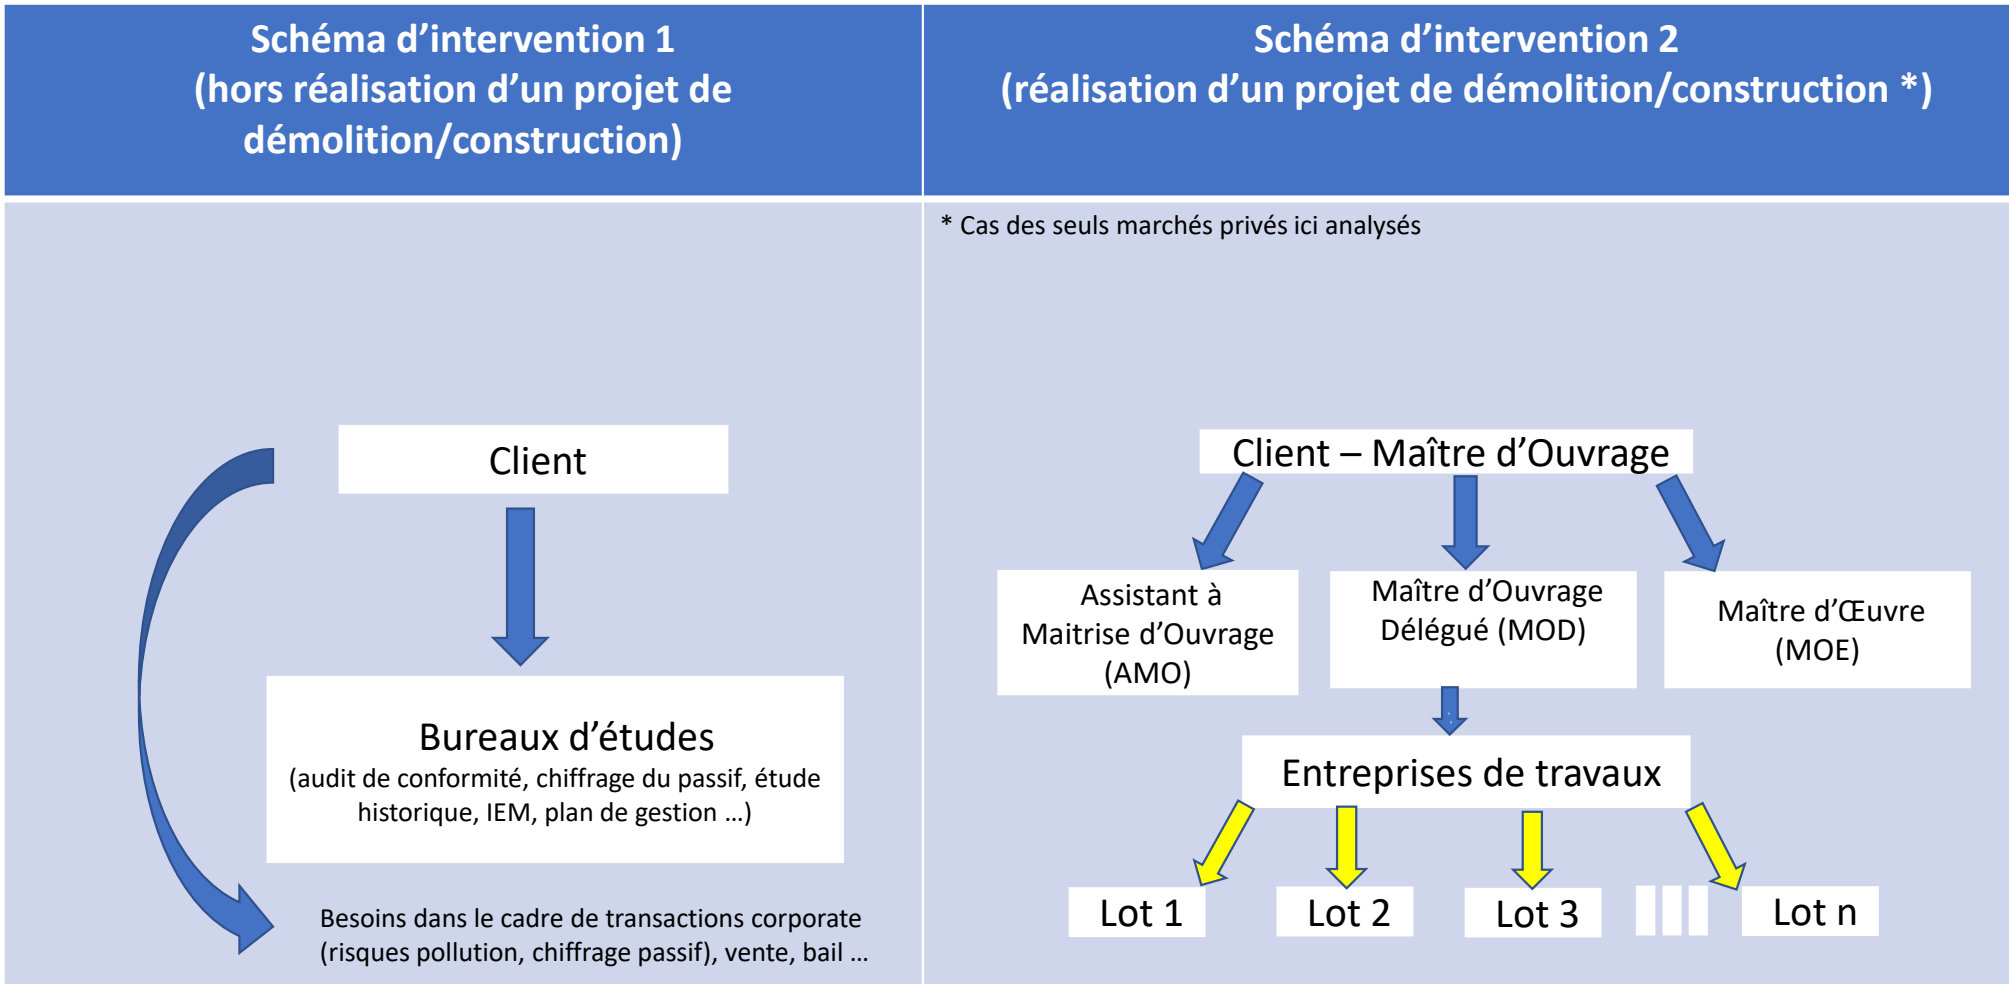 Schéma d’intervention 1
(hors réalisation d’un projet de
démolition/construction)
Schéma d’intervention 2
(réalisation d’un projet de démolition/construction *)
* Cas des seuls marchés privés ici analysés
Client
Bureaux d’études
(audit de conformité, chiffrage du passif, étude
historique, IEM, plan de gestion …)
Besoins dans le cadre de transactions corporate
(risques pollution, chiffrage passif), vente, bail …
Client – Maître d’Ouvrage
Assistant à
Maitrise d’Ouvrage
(AMO)
Maître d’Ouvrage
Délégué (MOD)
Maître d’Œuvre
(MOE)
Entreprises de travaux
Lot 1
Lot 2
Lot 3
Lot n